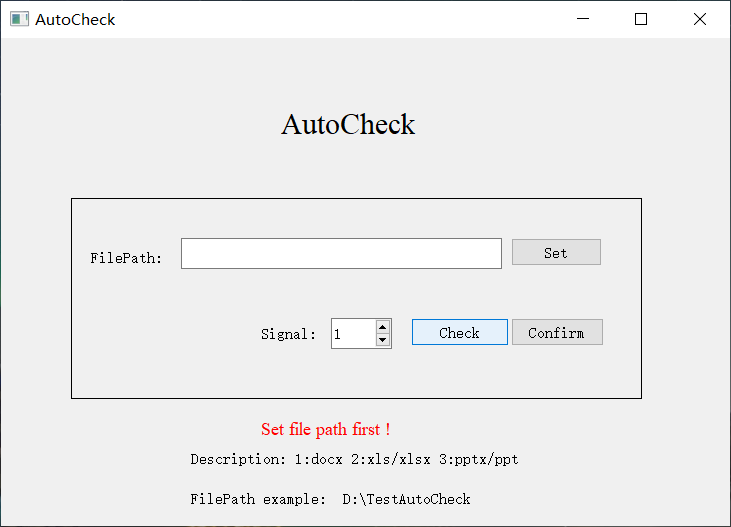 AutoCheck
AutoCheck
FilePath: Set
Signal: 1 Check Confirm
Set file path first !
Description: 1:docx 2:xls/xlsx 3:pptx/ppt
FilePath example: D:\TestAutoCheck